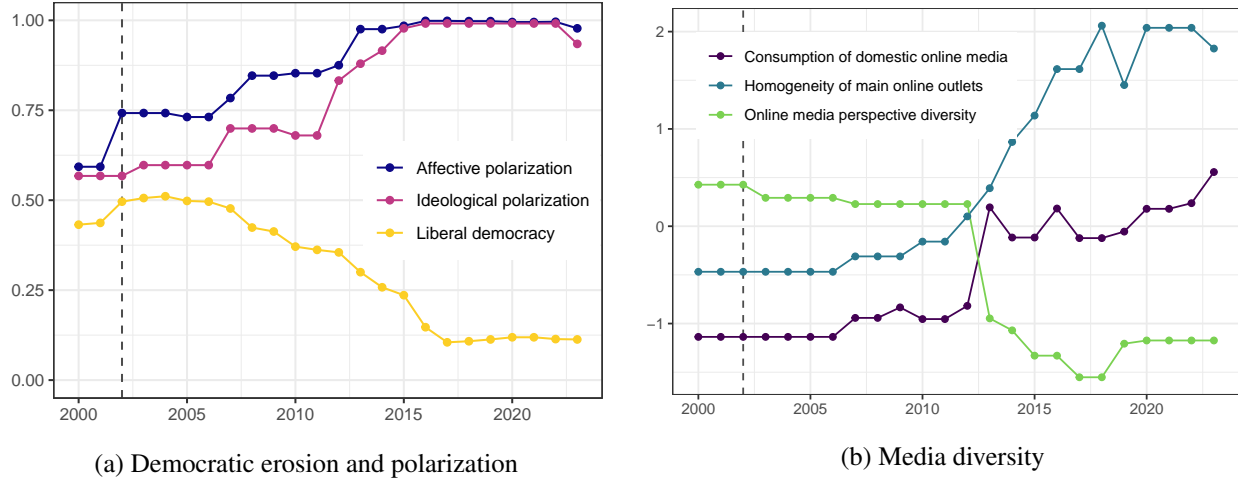 1.00
0.75
0.50
0.25
0.00
Affective polarization
Ideological polarization
Liberal democracy
2000 2005 2010 2015 2020
(a) Democratic erosion and polarization
2
1
0
−1
Consumption of domestic online media
Homogeneity of main online outlets
Online media perspective diversity
2000 2005 2010 2015 2020
(b) Media diversity